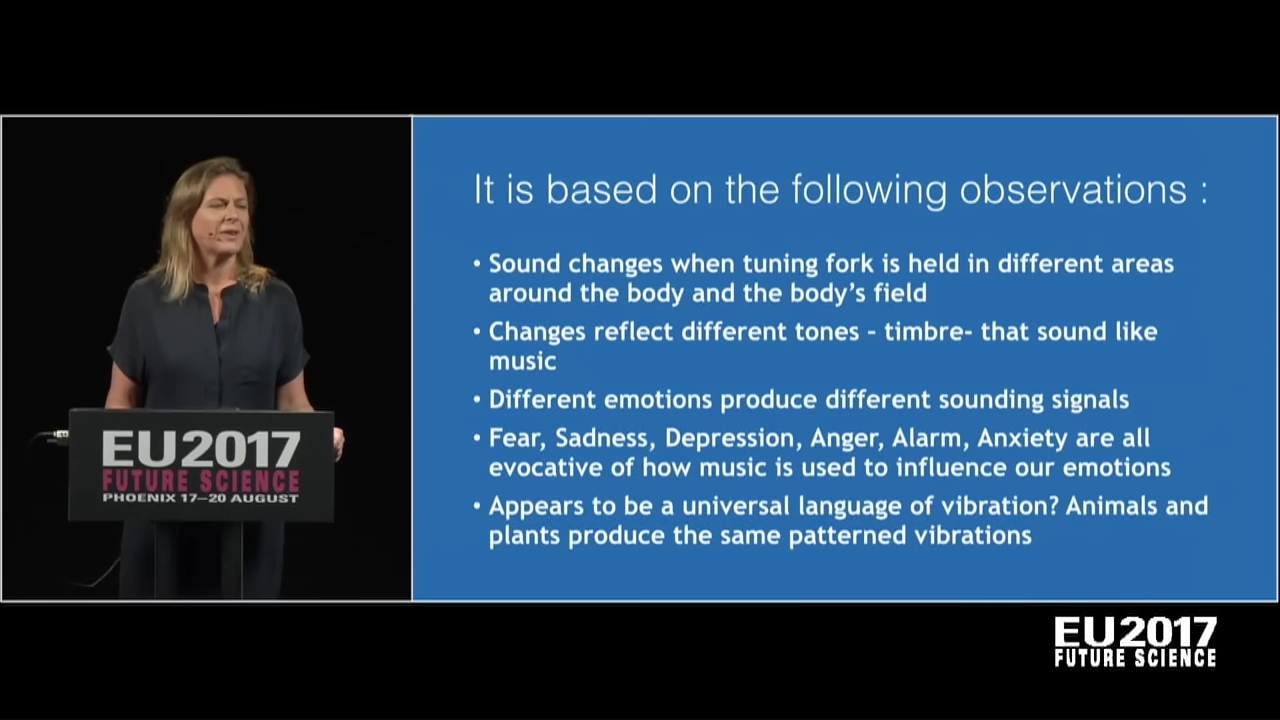 It is based on the following observations :
• Sound changes when tuning fork is held in different areas
around the body and the body's field
• Changes reflect different tones – timbre- that sound like
music
• Different emotions produce different sounding signals
• Fear, Sadness, Depression, Anger, Alarm, Anxiety are all
evocative of how music is used to influence our emotions
• Appears to be a universal language of vibration? Animals and
plants produce the same patterned vibrations
EU2017
FUTURE SCIENCE
PHOENIX 17–20 AUGUST
EU2017
FUTURE SCIENCE